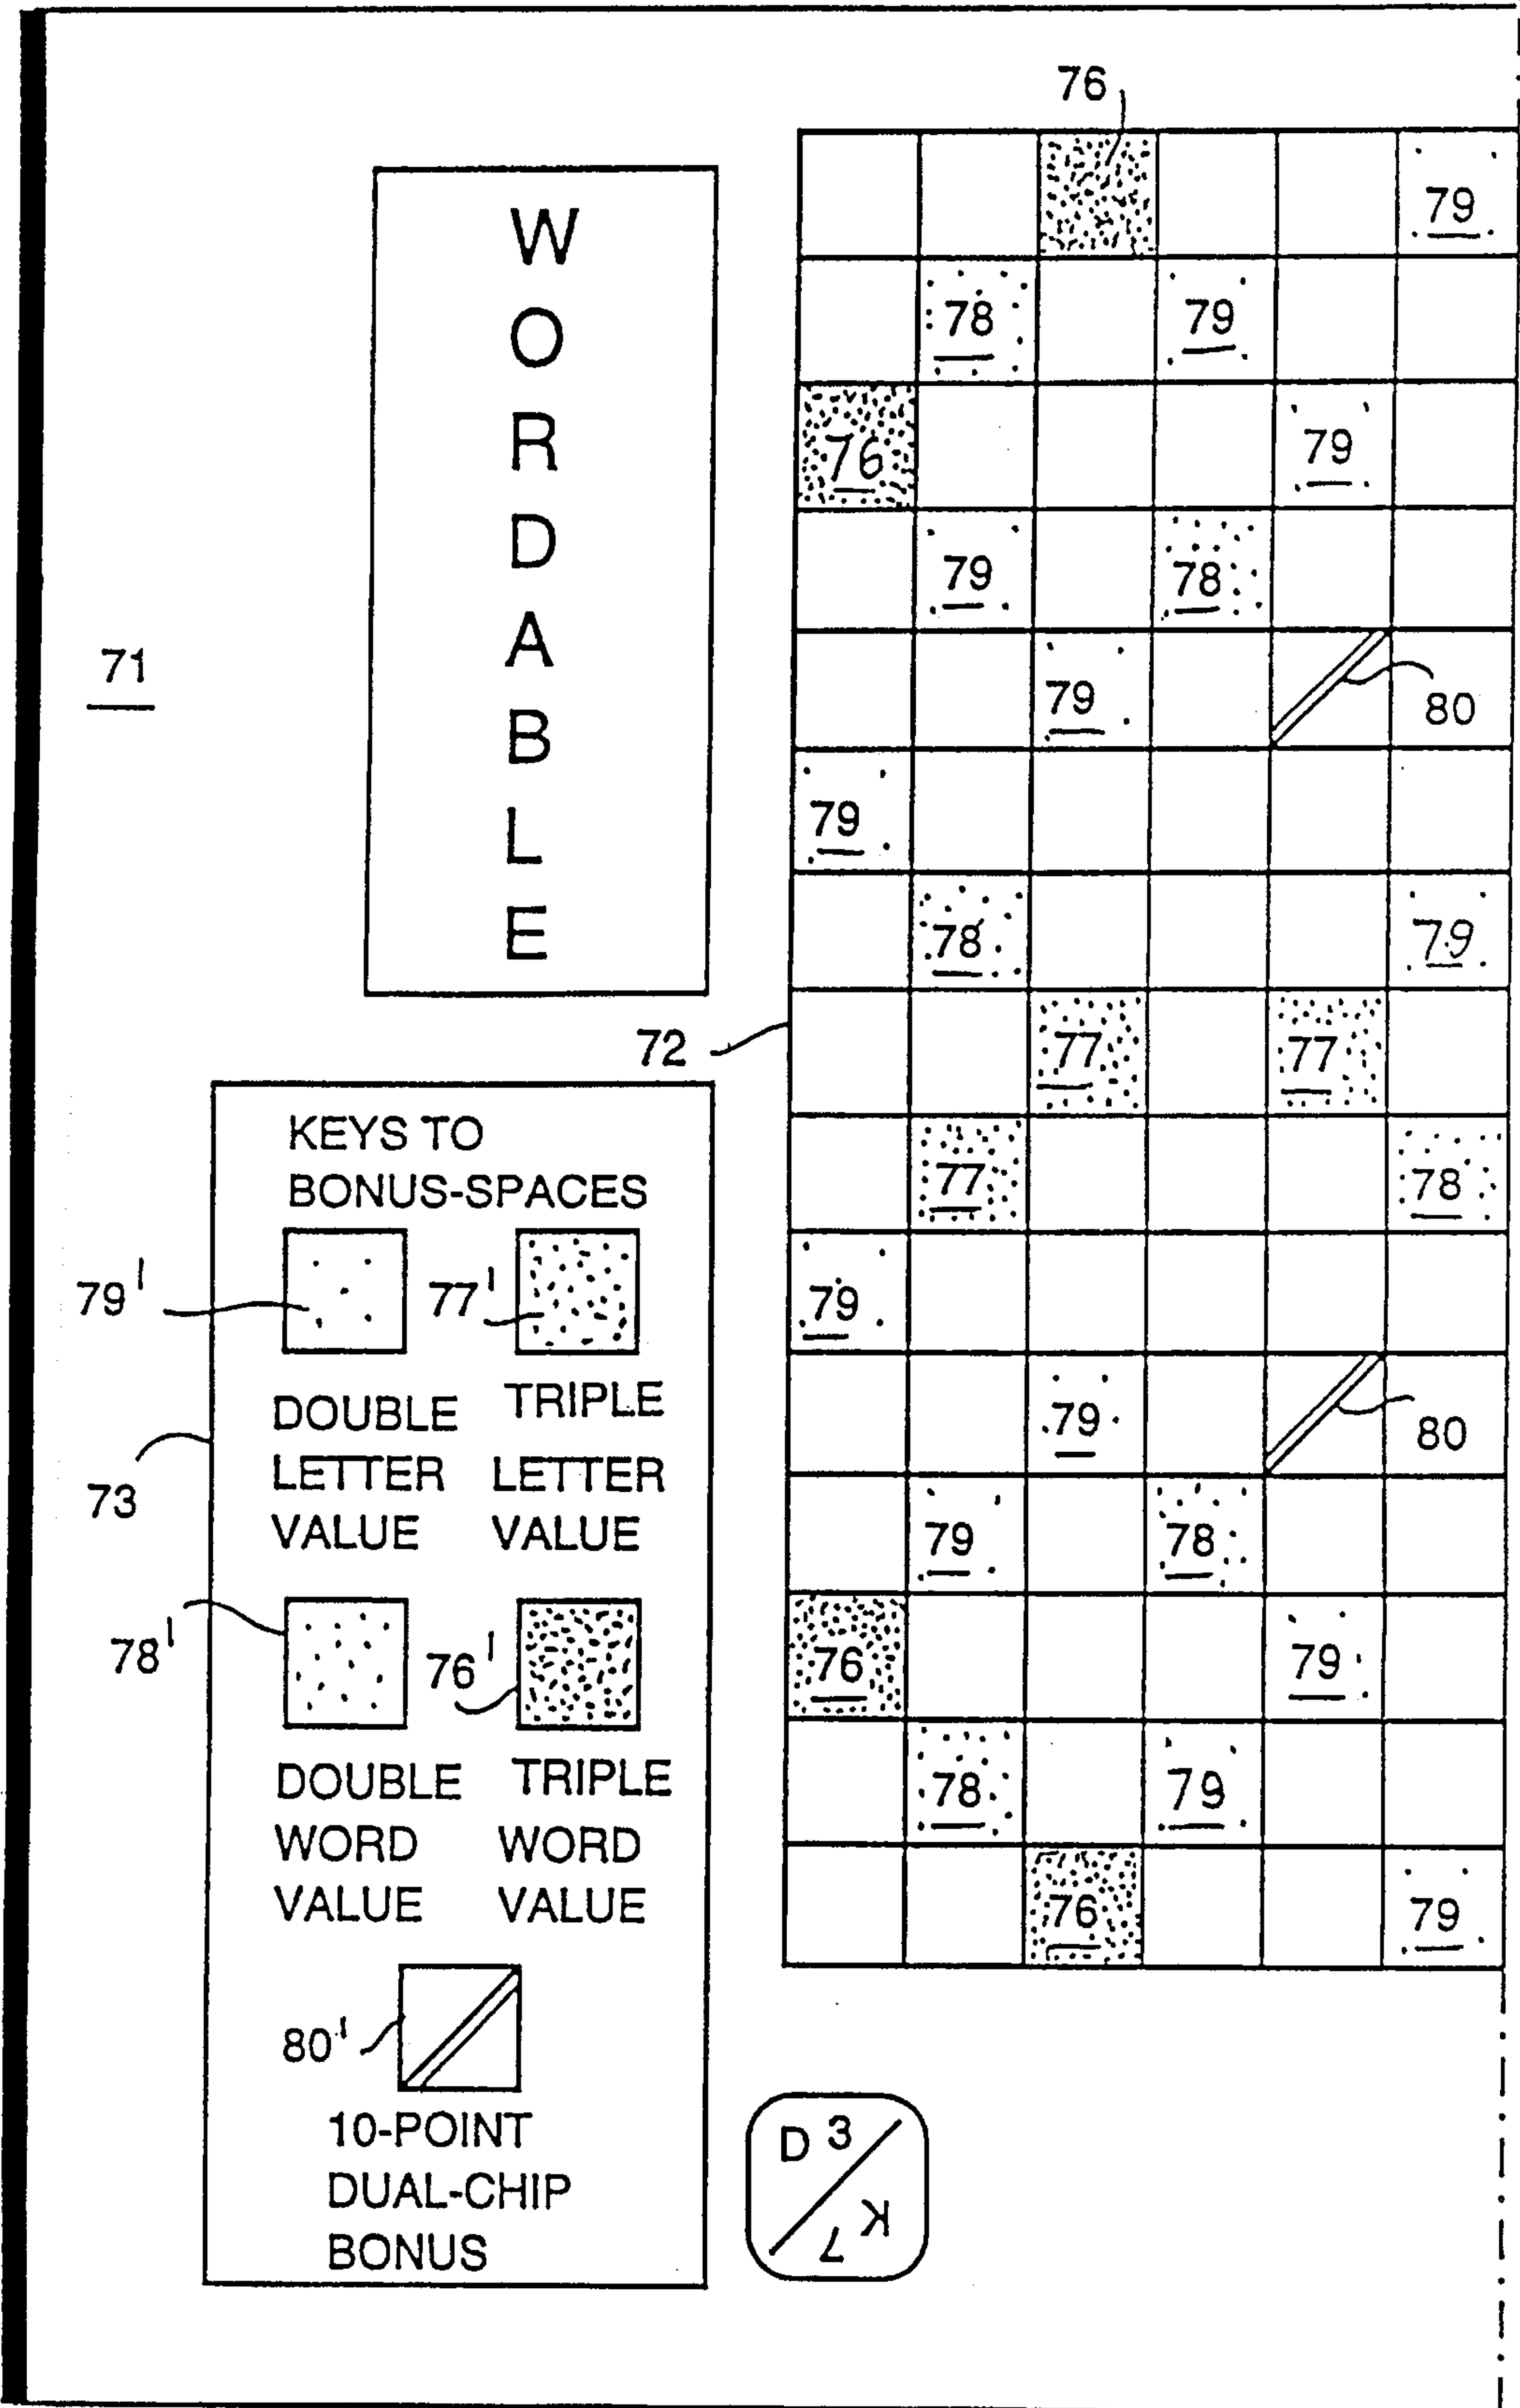 76
79
78 79
76 79
79 78
79 80
79
78 79
77 77
77 78
79
79 80
79 78
76 79
78 79
76 79
71
W
O
R
D
A
B
L
E
72
KEYS TO
BONUS-SPACES
79' 77'
DOUBLE TRIPLE
LETTER LETTER
VALUE VALUE
73
78' 76'
DOUBLE TRIPLE
WORD WORD
VALUE VALUE
80'
10-POINT
DUAL-CHIP
BONUS
D 3
K 7